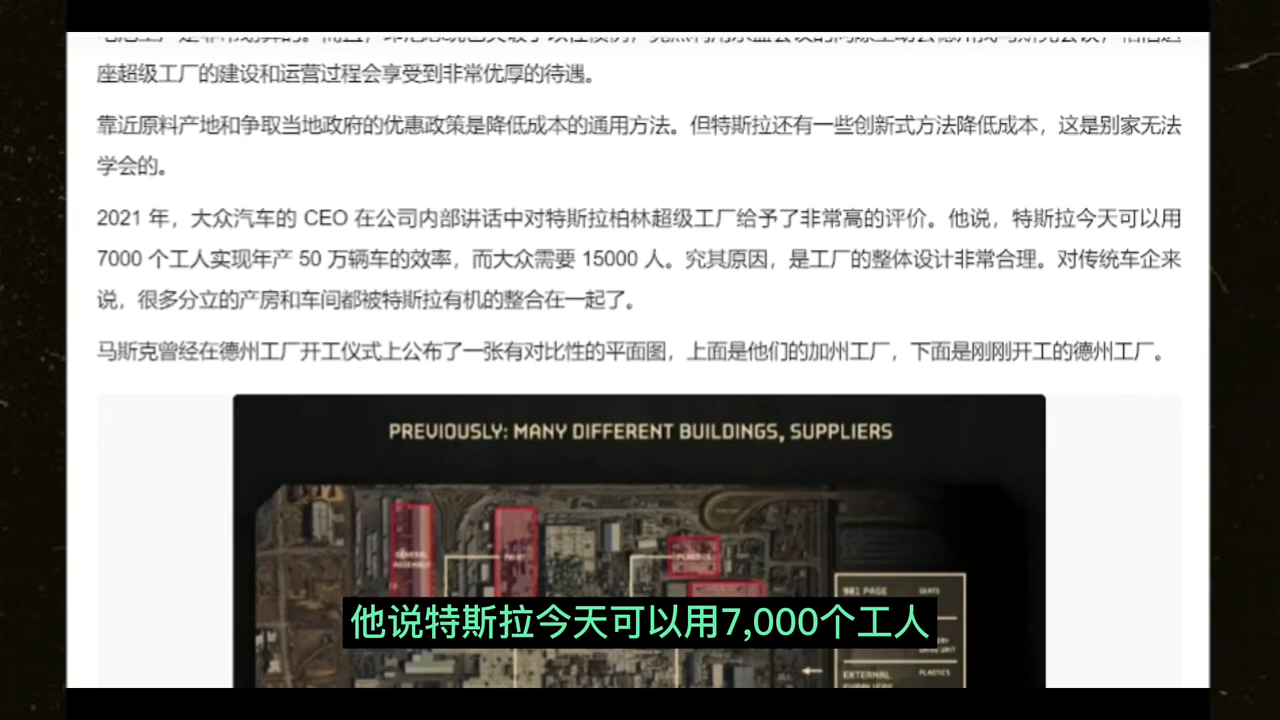 座超级工厂的建设和运营过程会享受到非常优厚的待遇。
靠近原料产地和争取当地政府的优惠政策是降低成本的通用方法。但特斯拉还有一些创新式方法降低成本，这是别家无法
学会的。
2021 年，大众汽车的 CEO 在公司内部讲话中对特斯拉柏林超级工厂给予了非常高的评价。他说，特斯拉今天可以用
7000 个工人实现年产 50 万辆车的效率，而大众需要 15000 人。究其原因，是工厂的整体设计非常合理。对传统车企来
说，很多分立的产房和车间都被特斯拉有机的整合在一起了。
马斯克曾经在德州工厂开工仪式上公布了一张有对比性的平面图，上面是他们的加州工厂，下面是刚刚开工的德州工厂。
PREVIOUSLY: MANY DIFFERENT BUILDINGS, SUPPLIERS
GENERAL
ASSEMBLY
PAINT
PLASTICS
901 PAGE
SEATS
EXTERNAL
SUPPLIERS
PLASTICS
他说特斯拉今天可以用7,000个工人